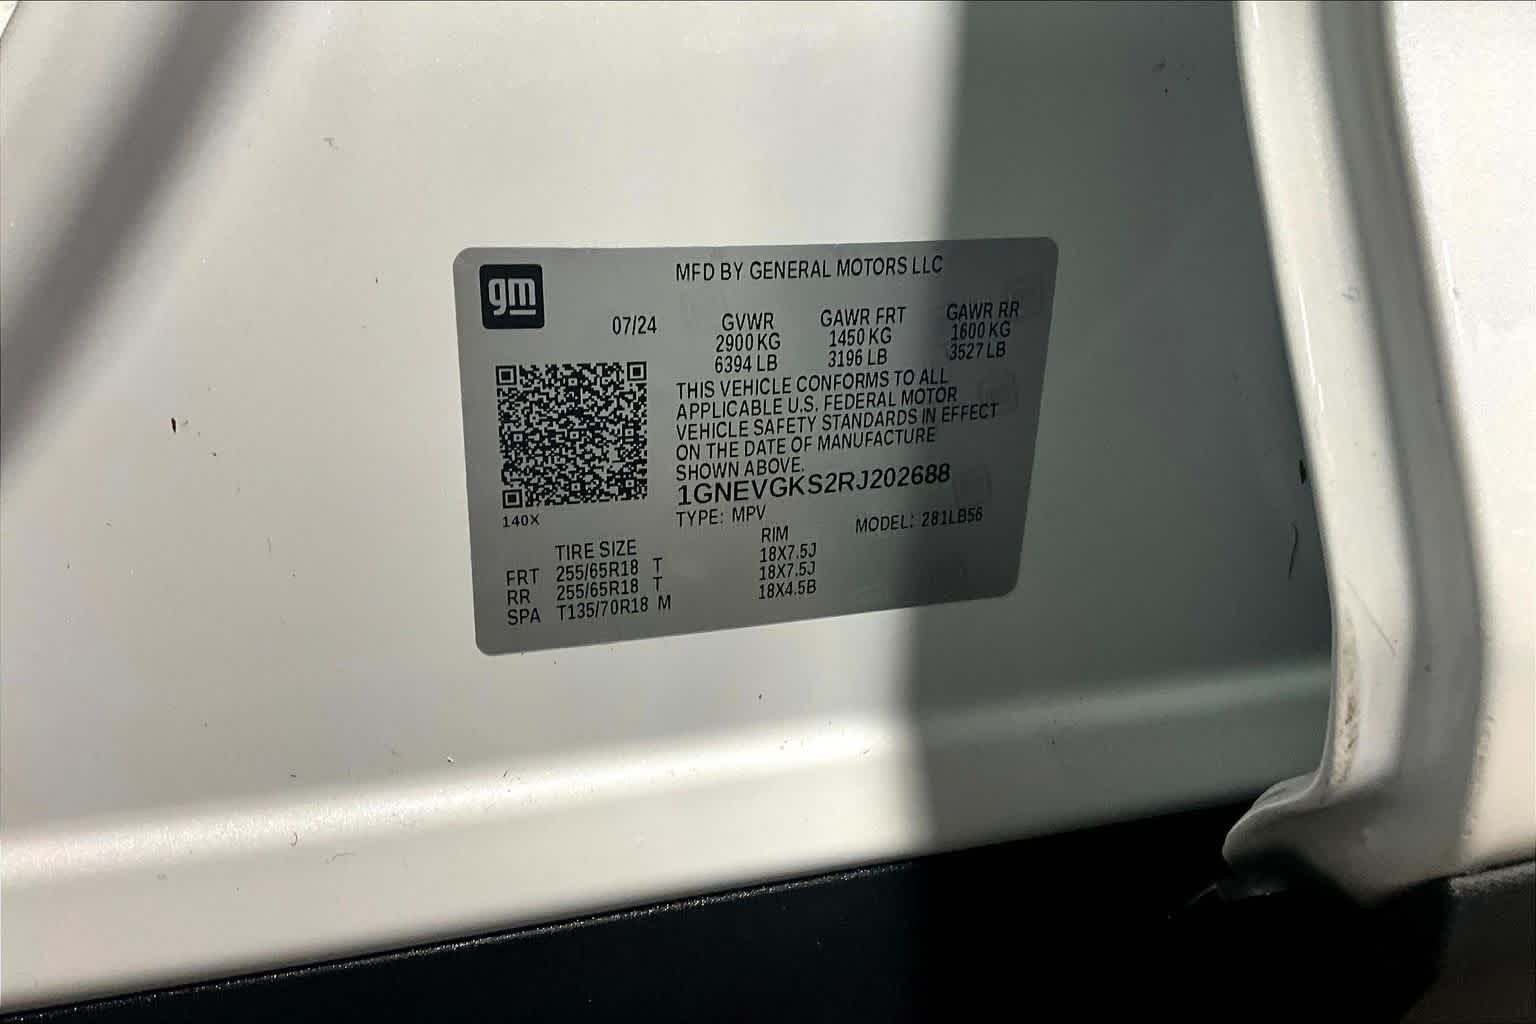 gm
MFD BY GENERAL MOTORS LLC
07/24 GVWR GAWR FRT GAWR RR
2900 KG 1450 KG 1600 KG
6394 LB 3196 LB 3527 LB
THIS VEHICLE CONFORMS TO ALL
APPLICABLE U.S. FEDERAL MOTOR
VEHICLE SAFETY STANDARDS IN EFFECT
ON THE DATE OF MANUFACTURE
SHOWN ABOVE.
1GNEVGKS2RJ202688
140X
TYPE: MPV MODEL: 281LB56
TIRE SIZE RIM
FRT 255/65R18 T 18X7.5J
RR 255/65R18 T 18X7.5J
SPA T135/70R18 M 18X4.5B